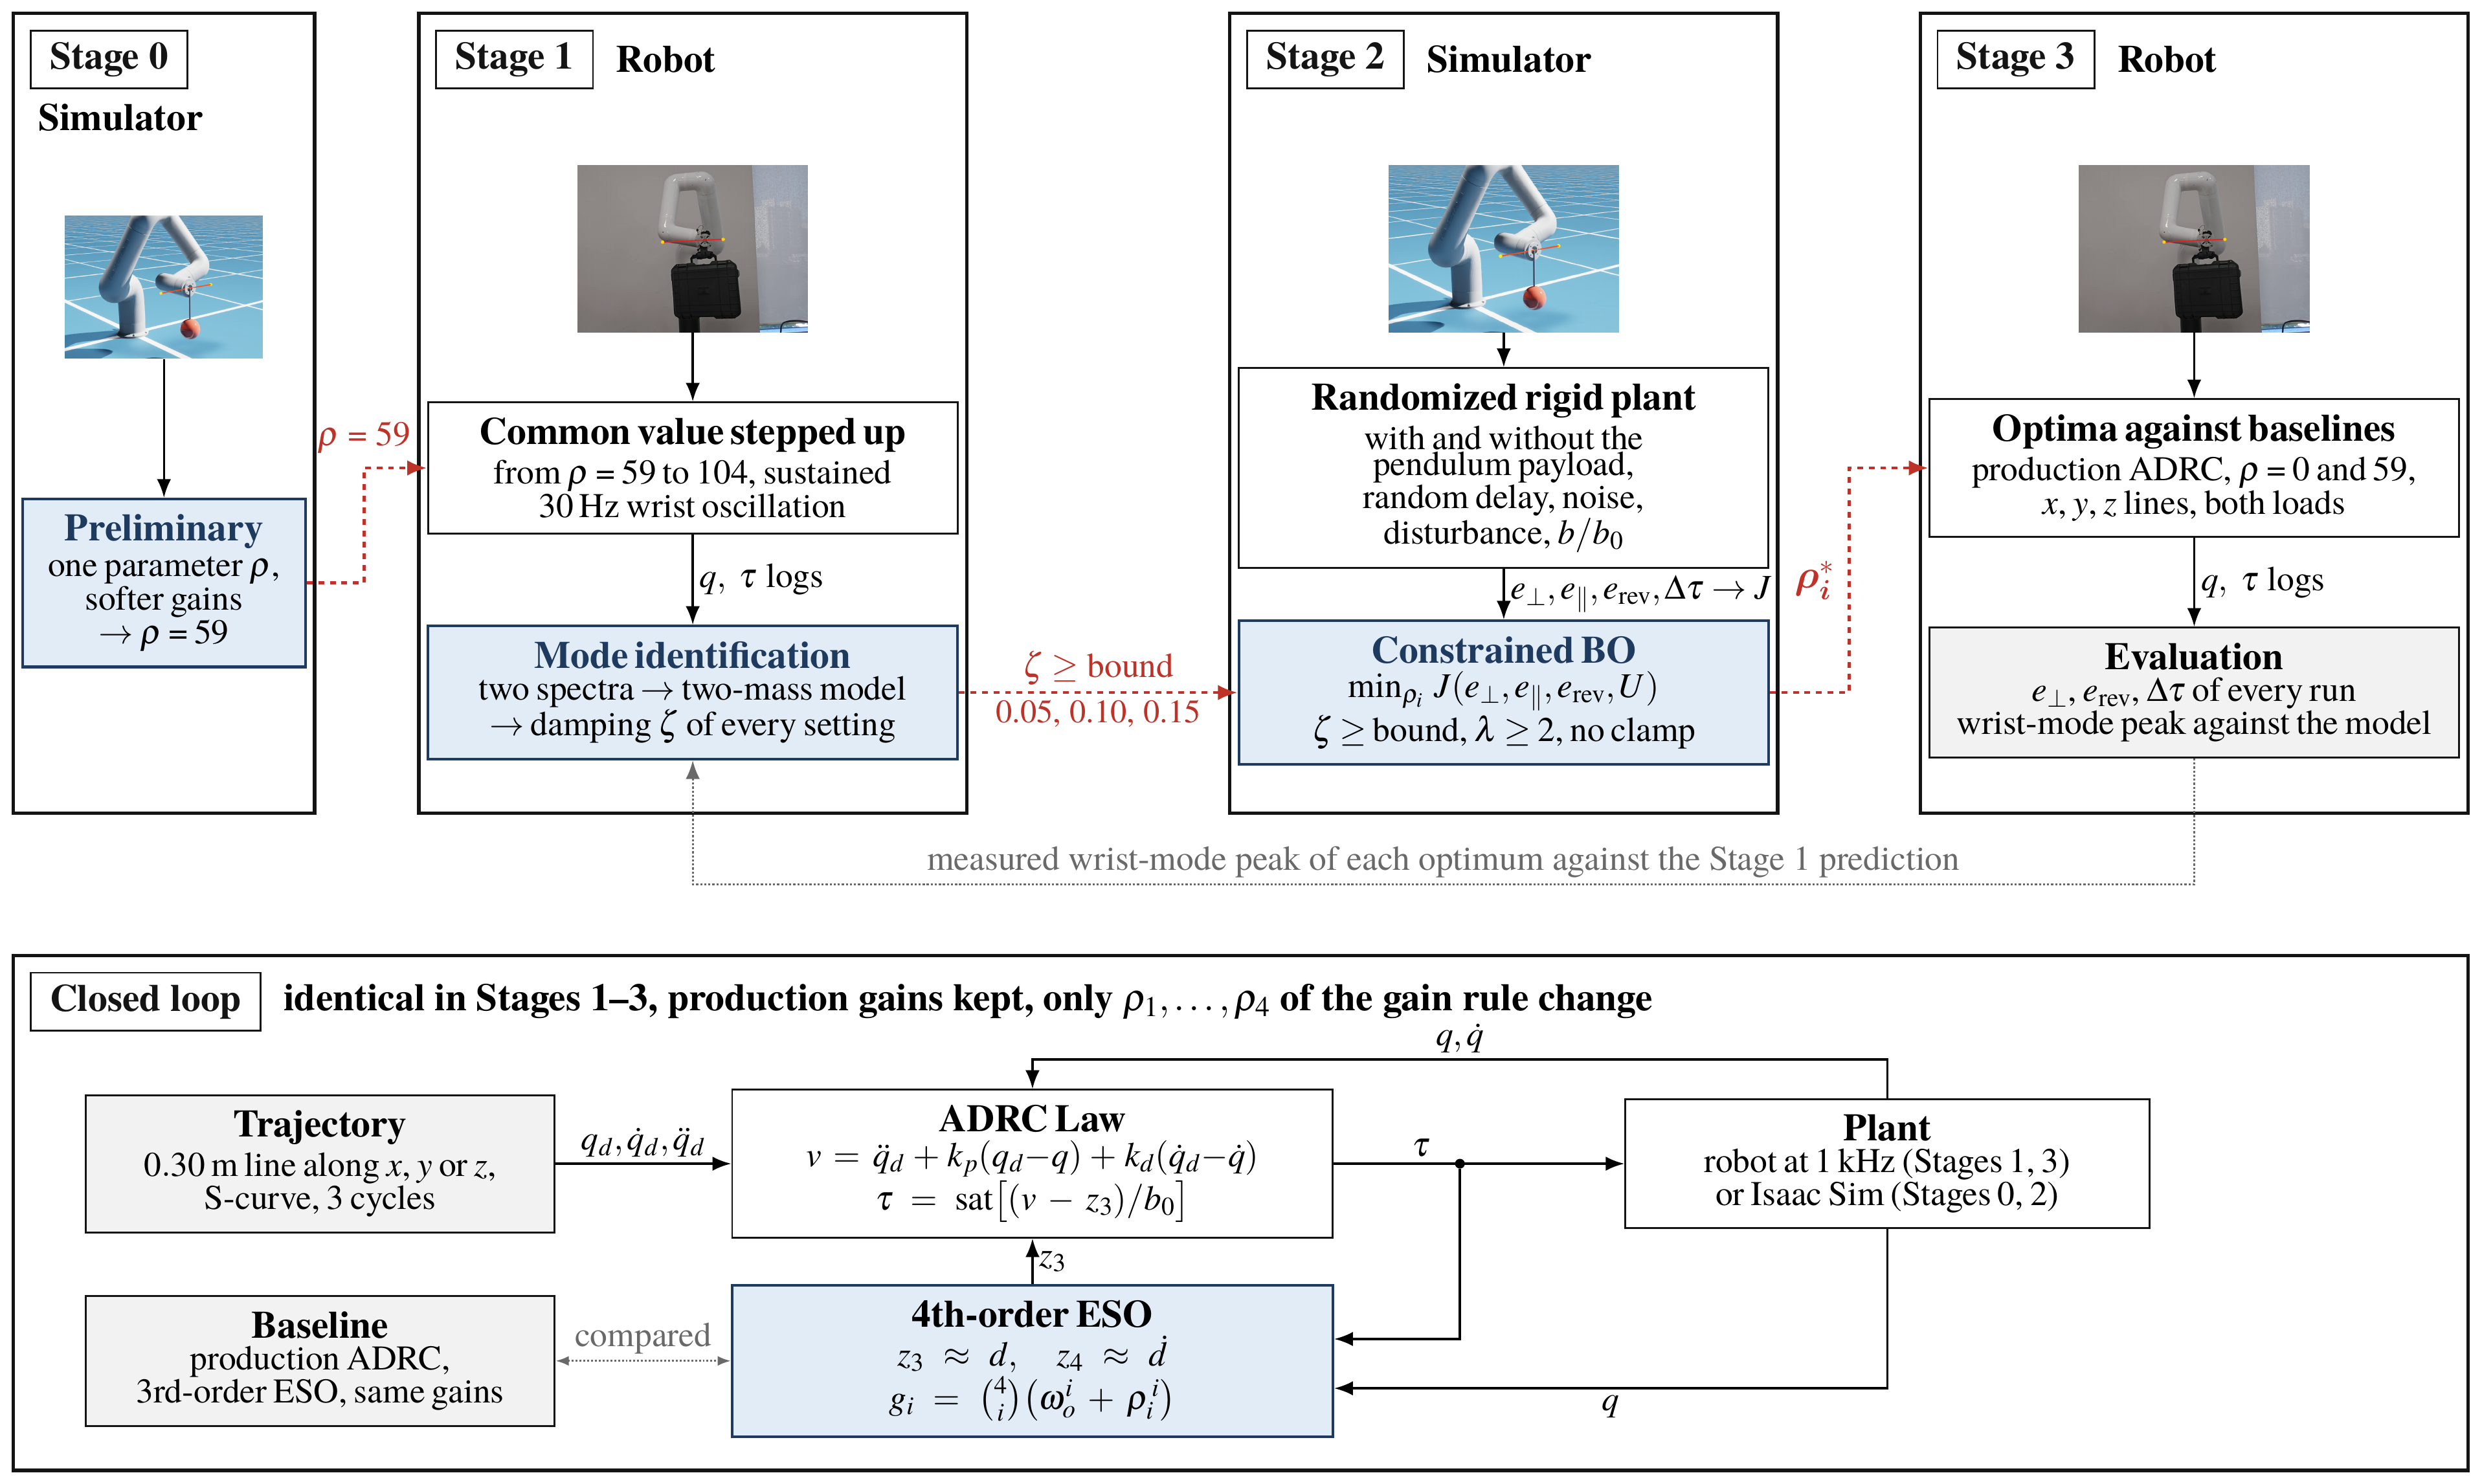 Stage 0
Simulator
Preliminary
one parameter ρ,
softer gains
→ ρ = 59
ρ = 59
Stage 1 Robot
Common value stepped up
from ρ = 59 to 104, sustained
30 Hz wrist oscillation
q, τ logs
Mode identification
two spectra → two-mass model
→ damping ζ of every setting
ζ ≥ bound
0.05, 0.10, 0.15
Stage 2 Simulator
Randomized rigid plant
with and without the
pendulum payload,
random delay, noise,
disturbance, b/b₀
e⊥, e∥, e_rev, Δτ → J
Constrained BO
min_ρᵢ J(e⊥, e∥, e_rev, U)
ζ ≥ bound, λ ≥ 2, no clamp
ρᵢ*
Stage 3 Robot
Optima against baselines
production ADRC, ρ = 0 and 59,
x, y, z lines, both loads
q, τ logs
Evaluation
e⊥, e_rev, Δτ of every run
wrist-mode peak against the model
measured wrist-mode peak of each optimum against the Stage 1 prediction
Closed loop identical in Stages 1–3, production gains kept, only ρ₁, . . . , ρ₄ of the gain rule change
q, q̇
Trajectory
0.30 m line along x, y or z,
S-curve, 3 cycles
q_d, q̇_d, q̈_d
ADRC Law
v = q̈_d + k_p(q_d−q) + k_d(q̇_d−q̇)
τ = sat[(v − z₃)/b₀]
τ
Plant
robot at 1 kHz (Stages 1, 3)
or Isaac Sim (Stages 0, 2)
z₃
Baseline
production ADRC,
3rd-order ESO, same gains
compared
4th-order ESO
z₃ ≈ d, z₄ ≈ ḋ
gᵢ = (4 i)(ω_o^i + ρ_i^i)
q